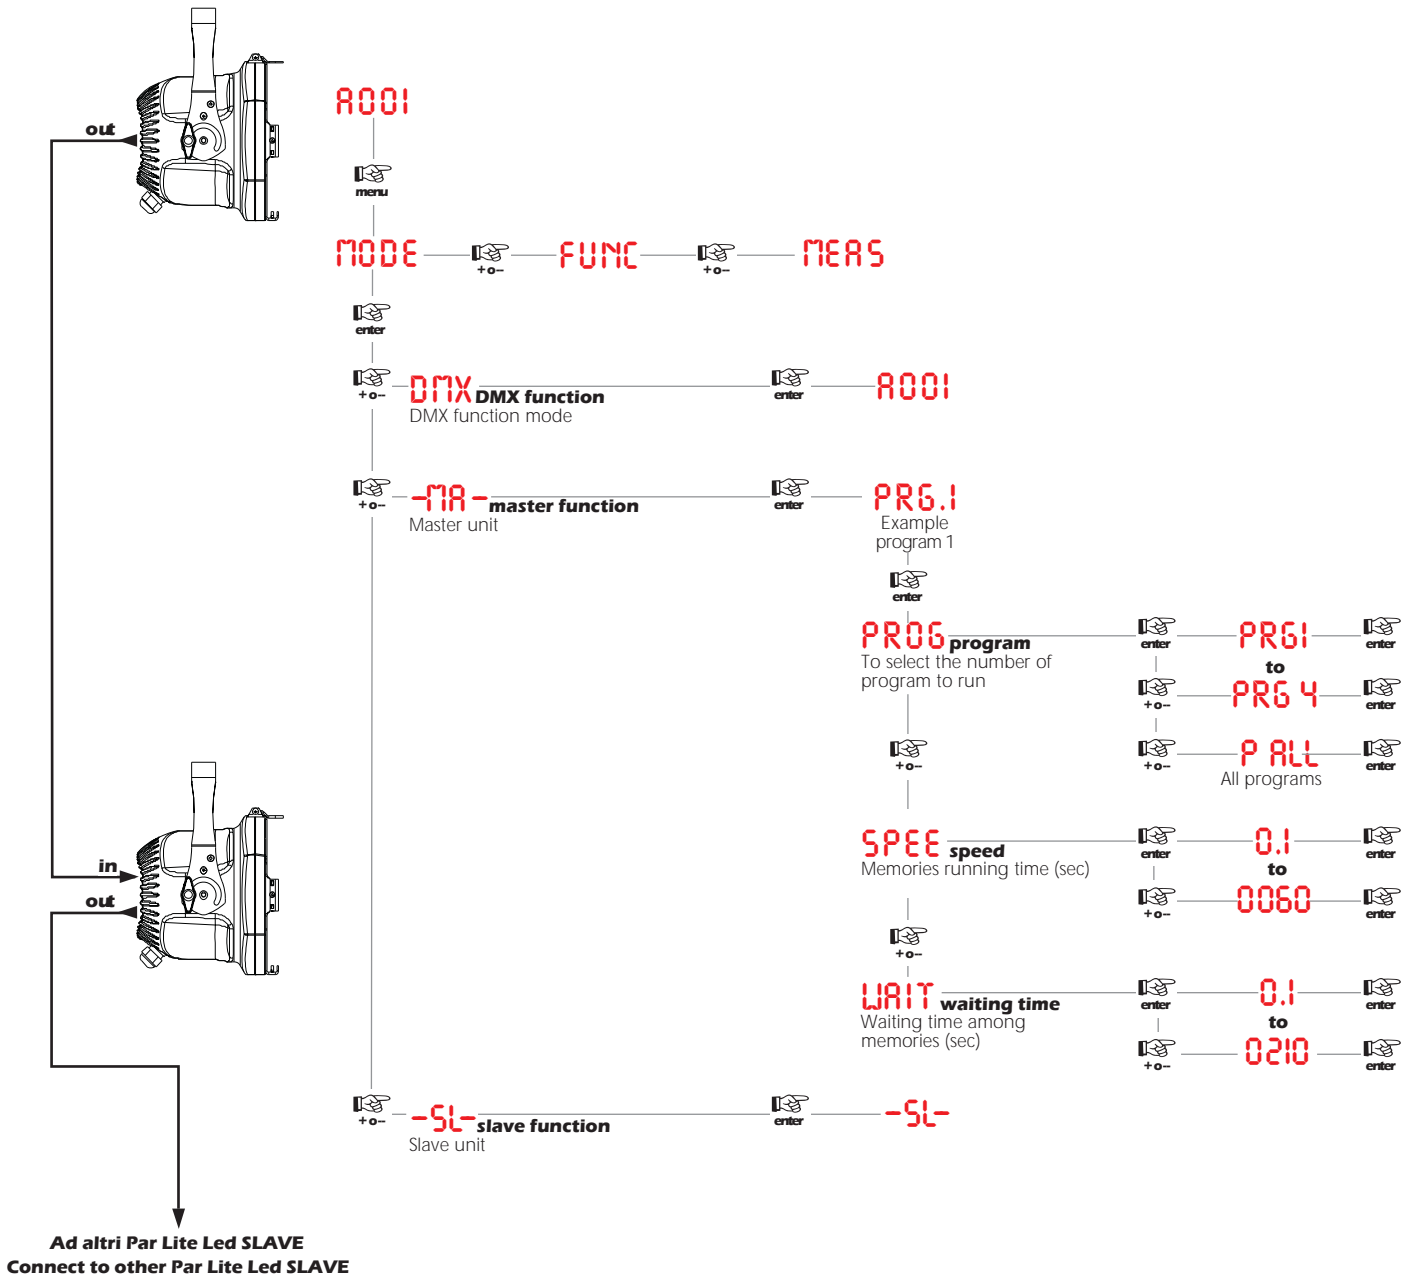 A001
out
menu
MODE
+o–
FUNC
+o–
MEAS
enter
+o–
DMX DMX function
enter
A001
DMX function mode
+o–
-MA- master function
enter
PRG.1
Master unit
Example
program 1
enter
PROG program
enter
PRG1
enter
To select the number of
program to run
to
+o–
PRG 4
enter
+o–
+o–
P ALL
enter
All programs
SPEE speed
enter
0.1
enter
Memories running time (sec)
to
in
out
+o–
0060
enter
+o–
WAIT waiting time
enter
0.1
enter
Waiting time among
memories (sec)
to
+o–
0210
enter
+o–
-SL- slave function
enter
-SL-
Slave unit
Ad altri Par Lite Led SLAVE
Connect to other Par Lite Led SLAVE